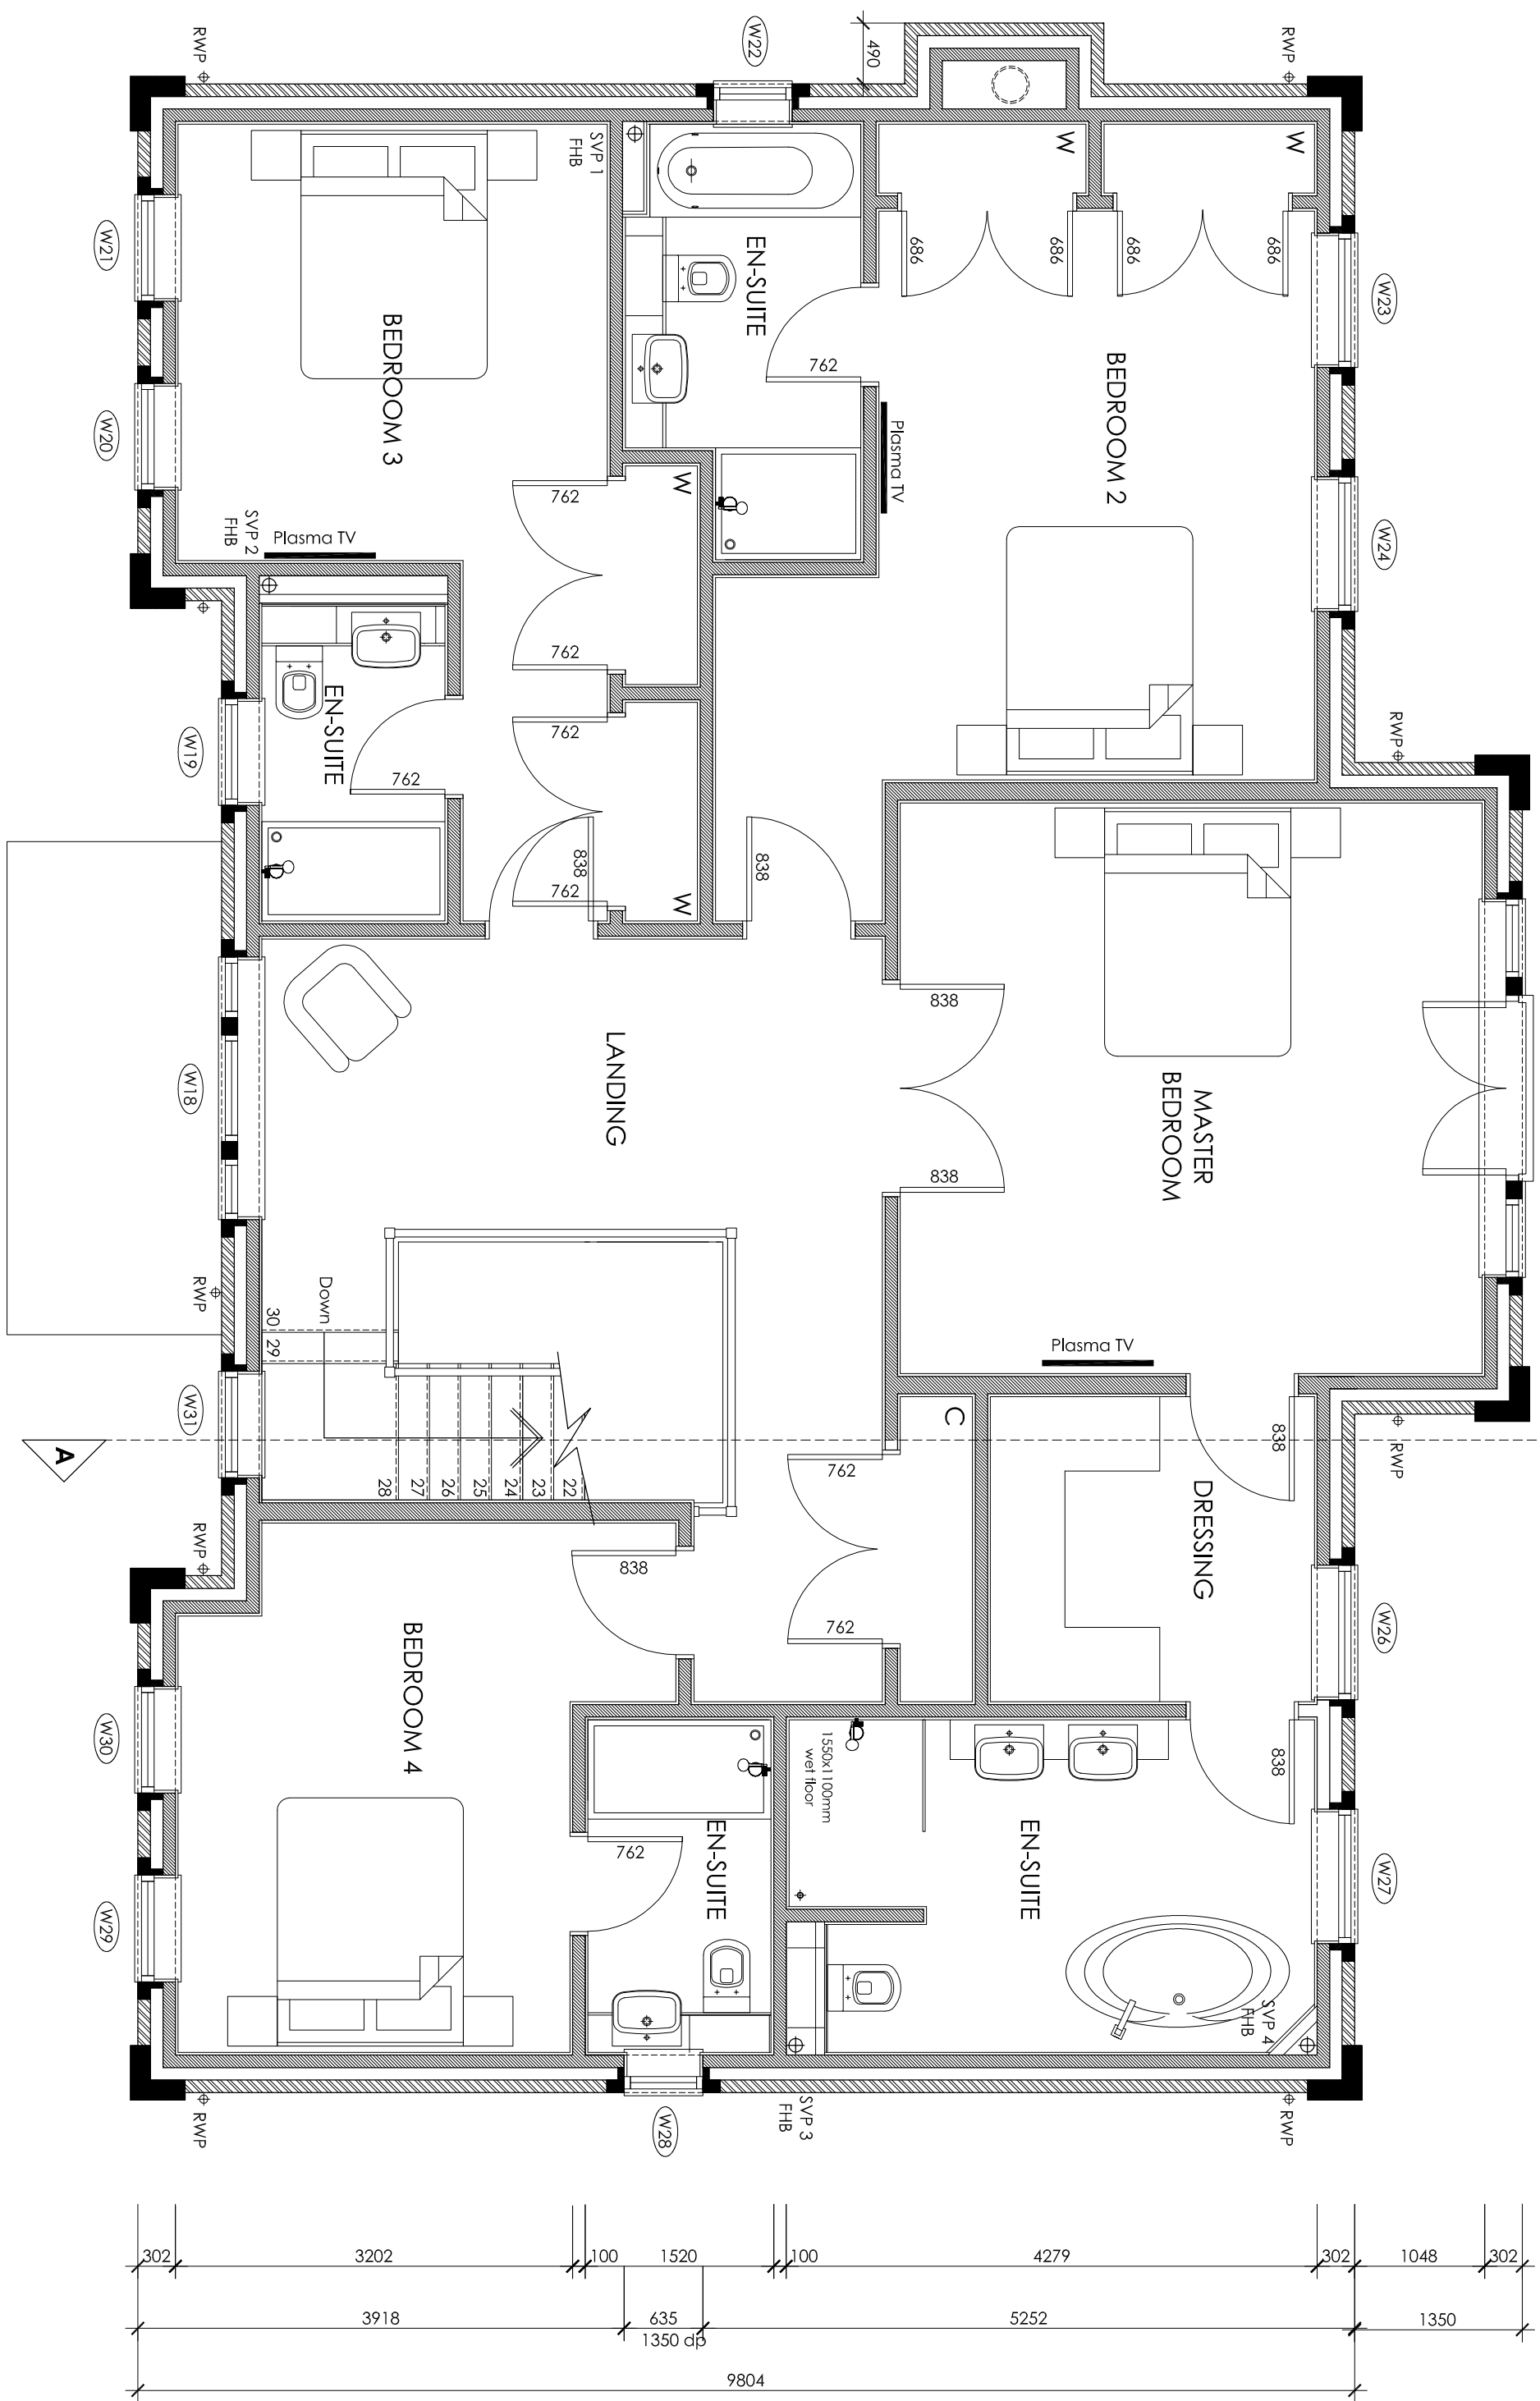 RWP
W22
490
RWP
W
W
SVP 1
FHB
W21
W20
W23
W24
686
686
686
686
EN-SUITE
762
BEDROOM 3
BEDROOM 2
Plasma TV
W
762
762
SVP 2
FHB
Plasma TV
W19
EN-SUITE
762
762
838
762
W
838
RWP
838
838
LANDING
MASTER
BEDROOM
W18
RWP
Down
30
29
28
27
26
25
24
23
22
W31
A
Plasma TV
C
838
RWP
762
762
DRESSING
W26
RWP
838
BEDROOM 4
W30
W29
1550x1100mm
wet floor
838
W27
762
EN-SUITE
EN-SUITE
SVP 4
FHB
RWP
W28
SVP 3
FHB
RWP
302
3202
100
1520
100
4279
302
1048
302
3918
635
1350 dp
5252
1350
9804